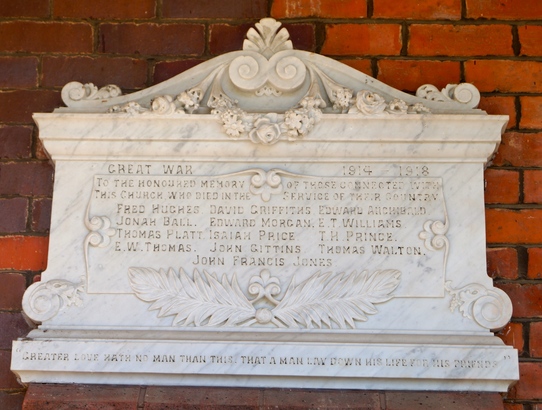 GREAT WAR 1914 1918
TO THE HONOURED MEMORY OF THOSE CONNECTED WITH
THIS CHURCH, WHO DIED IN THE SERVICE OF THEIR COUNTRY
FRED HUGHES DAVID GRIFFITHS EDWARD ARCHIBALD
JONAH BALL. EDWARD MORGAN, E.T. WILLIAMS
THOMAS PLATT ISAIAH PRICE T.H. PRINCE.
E.W. THOMAS. JOHN GITTINS THOMAS WALTON.
JOHN FRANCIS JONES
"GREATER LOVE HATH NO MAN THAN THIS, THAT A MAN LAY DOWN HIS LIFE FOR HIS FRIENDS"